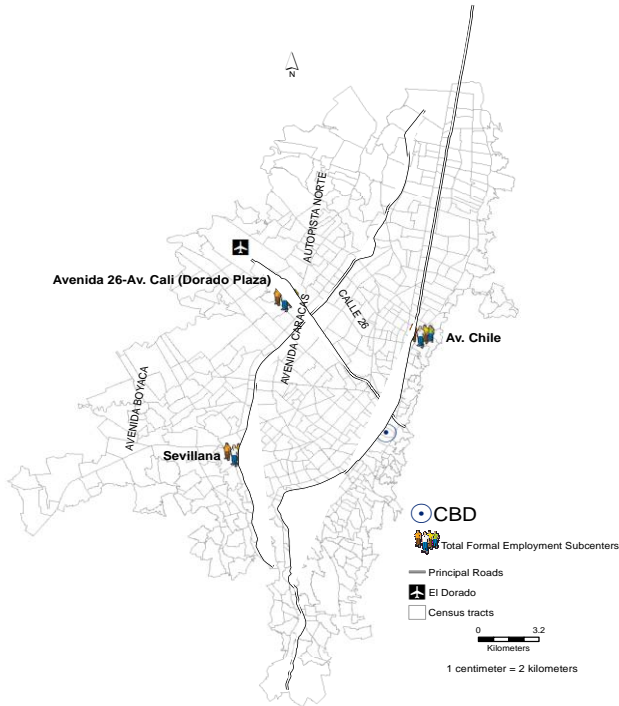 N
AUTOPISTA NORTE
Avenida 26-Av. Cali (Dorado Plaza)
CALLE 26
AVENIDA CARACAS
Av. Chile
AVENIDA BOYACA
Sevillana
CBD
Total Formal Employment Subcenters
Principal Roads
El Dorado
Census tracts
0 3.2
Kilometers
1 centimeter = 2 kilometers